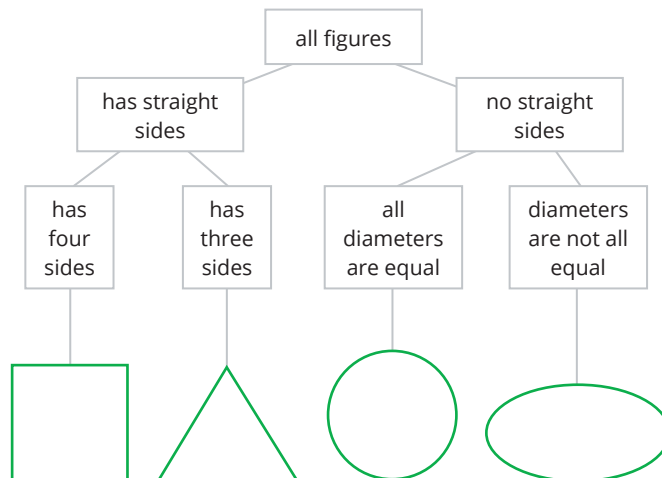 all figures
has straight
sides
no straight
sides
has
four
sides
has
three
sides
all
diameters
are equal
diameters
are not all
equal